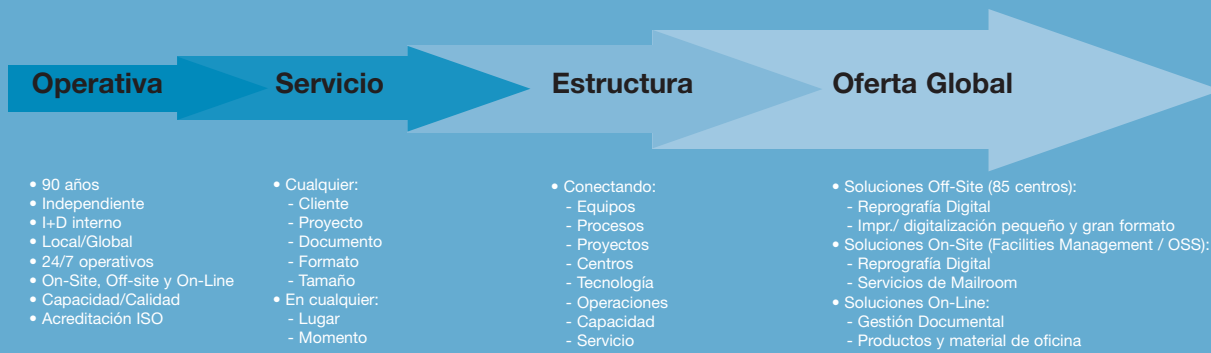 Operativa
• 90 años
• Independiente
• I+D interno
• Local/Global
• 24/7 operativos
• On-Site, Off-site y On-Line
• Capacidad/Calidad
• Acreditación ISO
Servicio
• Cualquier:
- Cliente
- Proyecto
- Documento
- Formato
- Tamaño
• En cualquier:
- Lugar
- Momento
Estructura
• Conectando:
- Equipos
- Procesos
- Proyectos
- Centros
- Tecnología
- Operaciones
- Capacidad
- Servicio
Oferta Global
• Soluciones Off-Site (85 centros):
- Reprografía Digital
- Impr./ digitalización pequeño y gran formato
• Soluciones On-Site (Facilities Management / OSS):
- Reprografía Digital
- Servicios de Mailroom
• Soluciones On-Line:
- Gestión Documental
- Productos y material de oficina